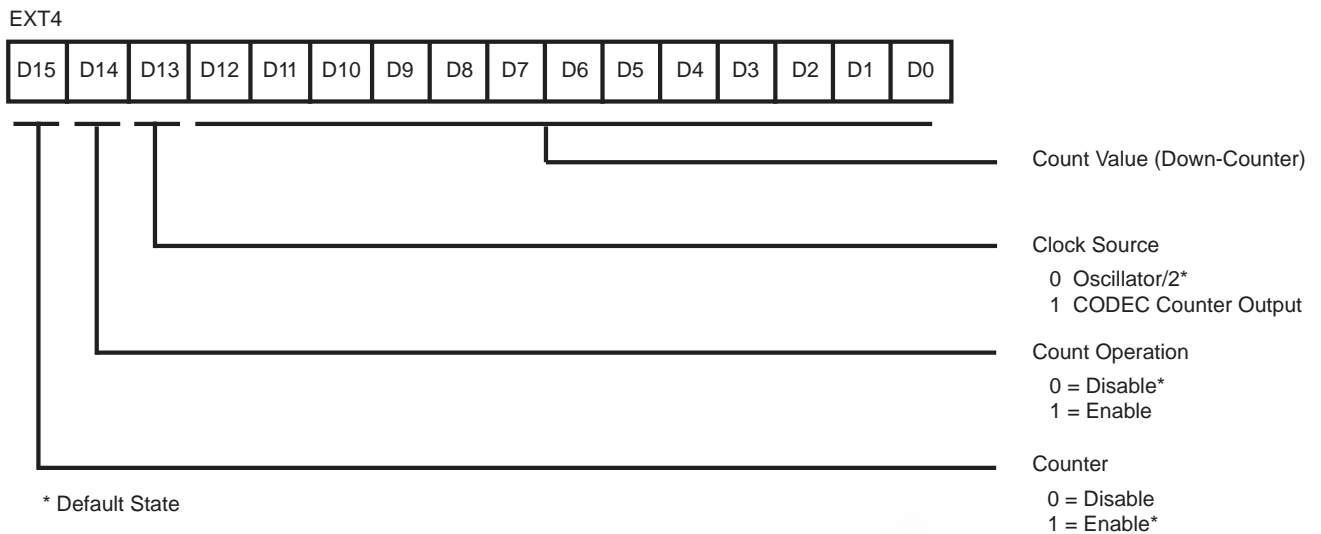 EXT4
D15 D14 D13 D12 D11 D10 D9 D8 D7 D6 D5 D4 D3 D2 D1 D0
Count Value (Down-Counter)
Clock Source
0 Oscillator/2*
1 CODEC Counter Output
Count Operation
0 = Disable*
1 = Enable
Counter
0 = Disable
1 = Enable*
* Default State